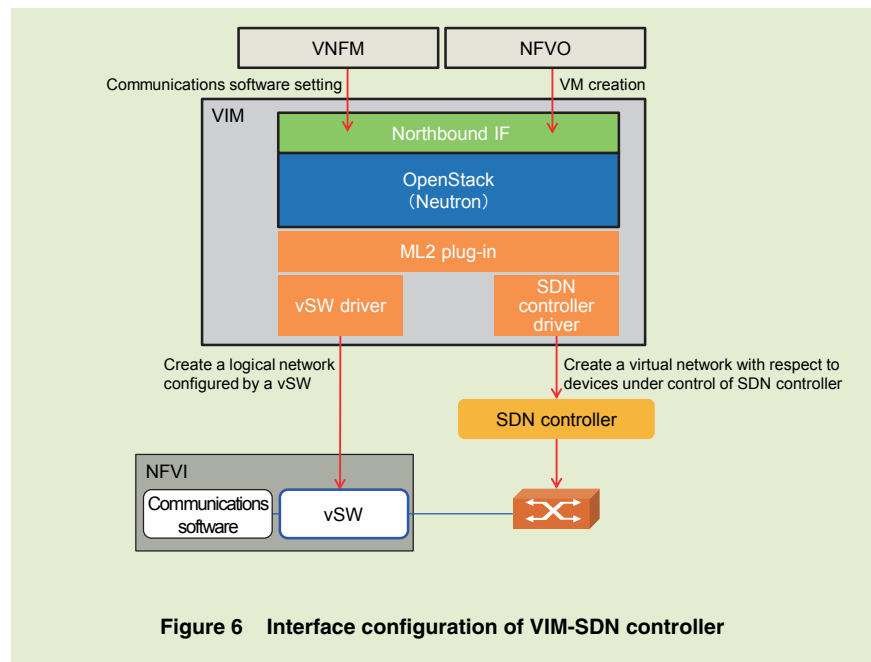 VNFM
NFVO
Communications software setting
VM creation
VIM
Northbound IF
OpenStack
（Neutron）
ML2 plug-in
vSW driver
SDN
controller
driver
Create a logical network
configured by a vSW
Create a virtual network with respect to
devices under control of SDN controller
SDN controller
NFVI
Communications
software
vSW
Figure 6 Interface configuration of VIM-SDN controller